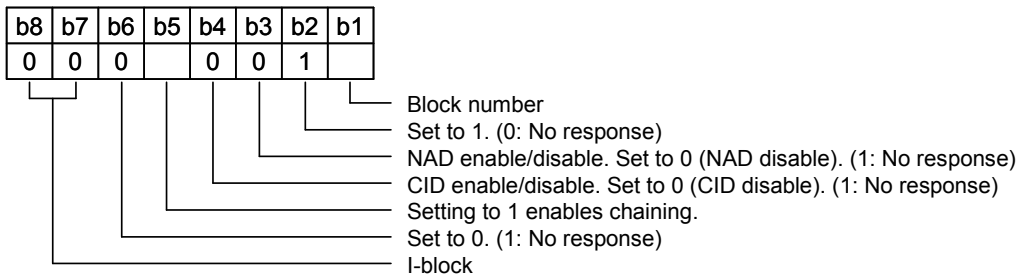 b8 b7 b6 b5 b4 b3 b2 b1
0 0 0 0 0 1
Block number
Set to 1. (0: No response)
NAD enable/disable. Set to 0 (NAD disable). (1: No response)
CID enable/disable. Set to 0 (CID disable). (1: No response)
Setting to 1 enables chaining.
Set to 0. (1: No response)
I-block